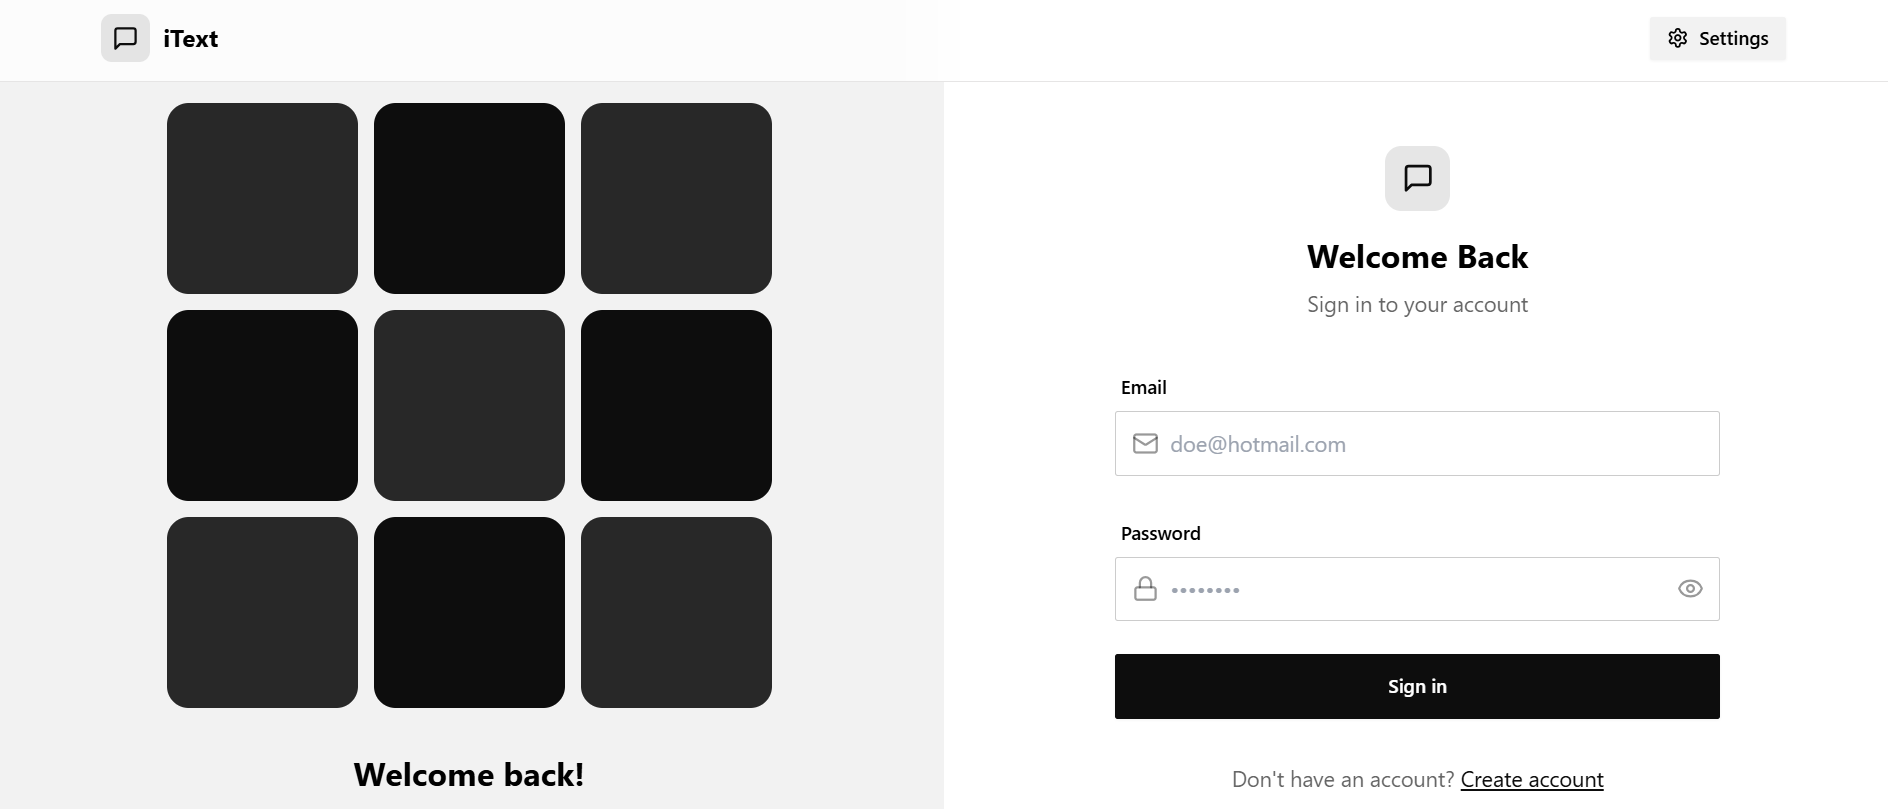 iText
Settings
Welcome back!
Welcome Back
Sign in to your account
Email
doe@hotmail.com
Password
••••••••
Sign in
Don't have an account? Create account